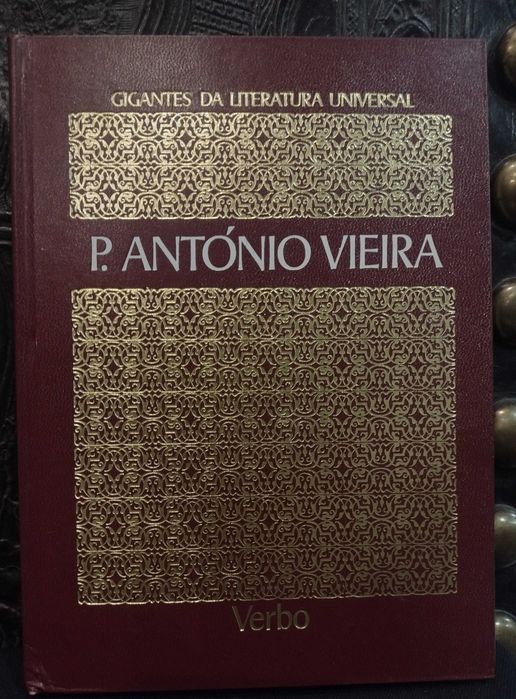 GIGANTES DA LITERATURA UNIVERSAL
P. ANTÓNIO VIEIRA
Verbo